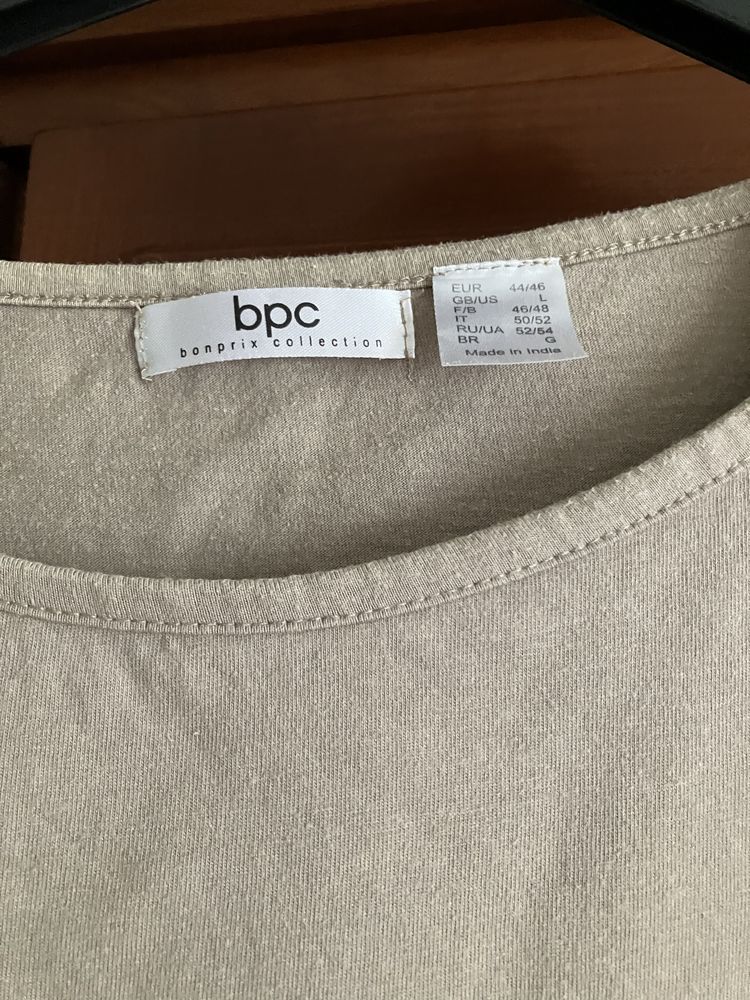 bpc
bonprix collection
EUR 44/46
GB/US L
F/B 46/48
IT 50/52
RU/UA 52/54
BR G
Made in India